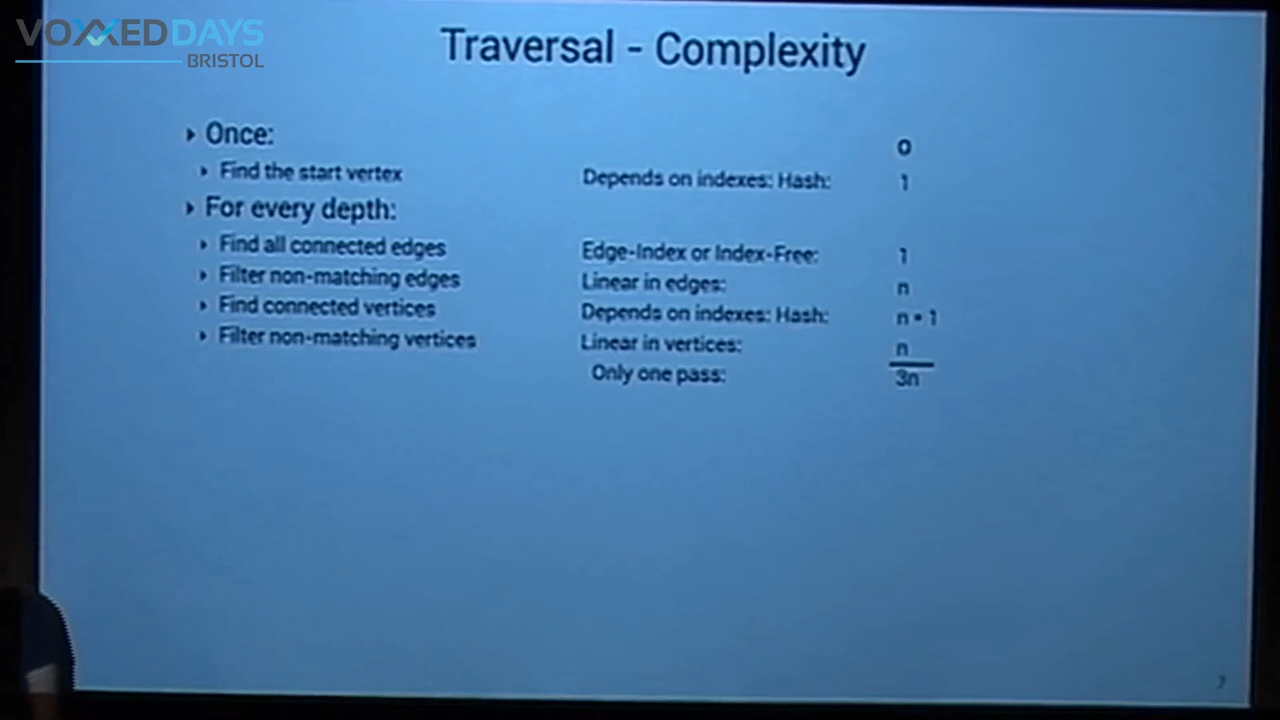 VOXXED DAYS
BRISTOL
Traversal - Complexity
Once:
O
Find the start vertex Depends on indexes: Hash: 1
For every depth:
Find all connected edges Edge-Index or Index-Free: 1
Filter non-matching edges Linear in edges: n
Find connected vertices Depends on indexes: Hash: n • 1
Filter non-matching vertices Linear in vertices: n
Only one pass: 3n
7